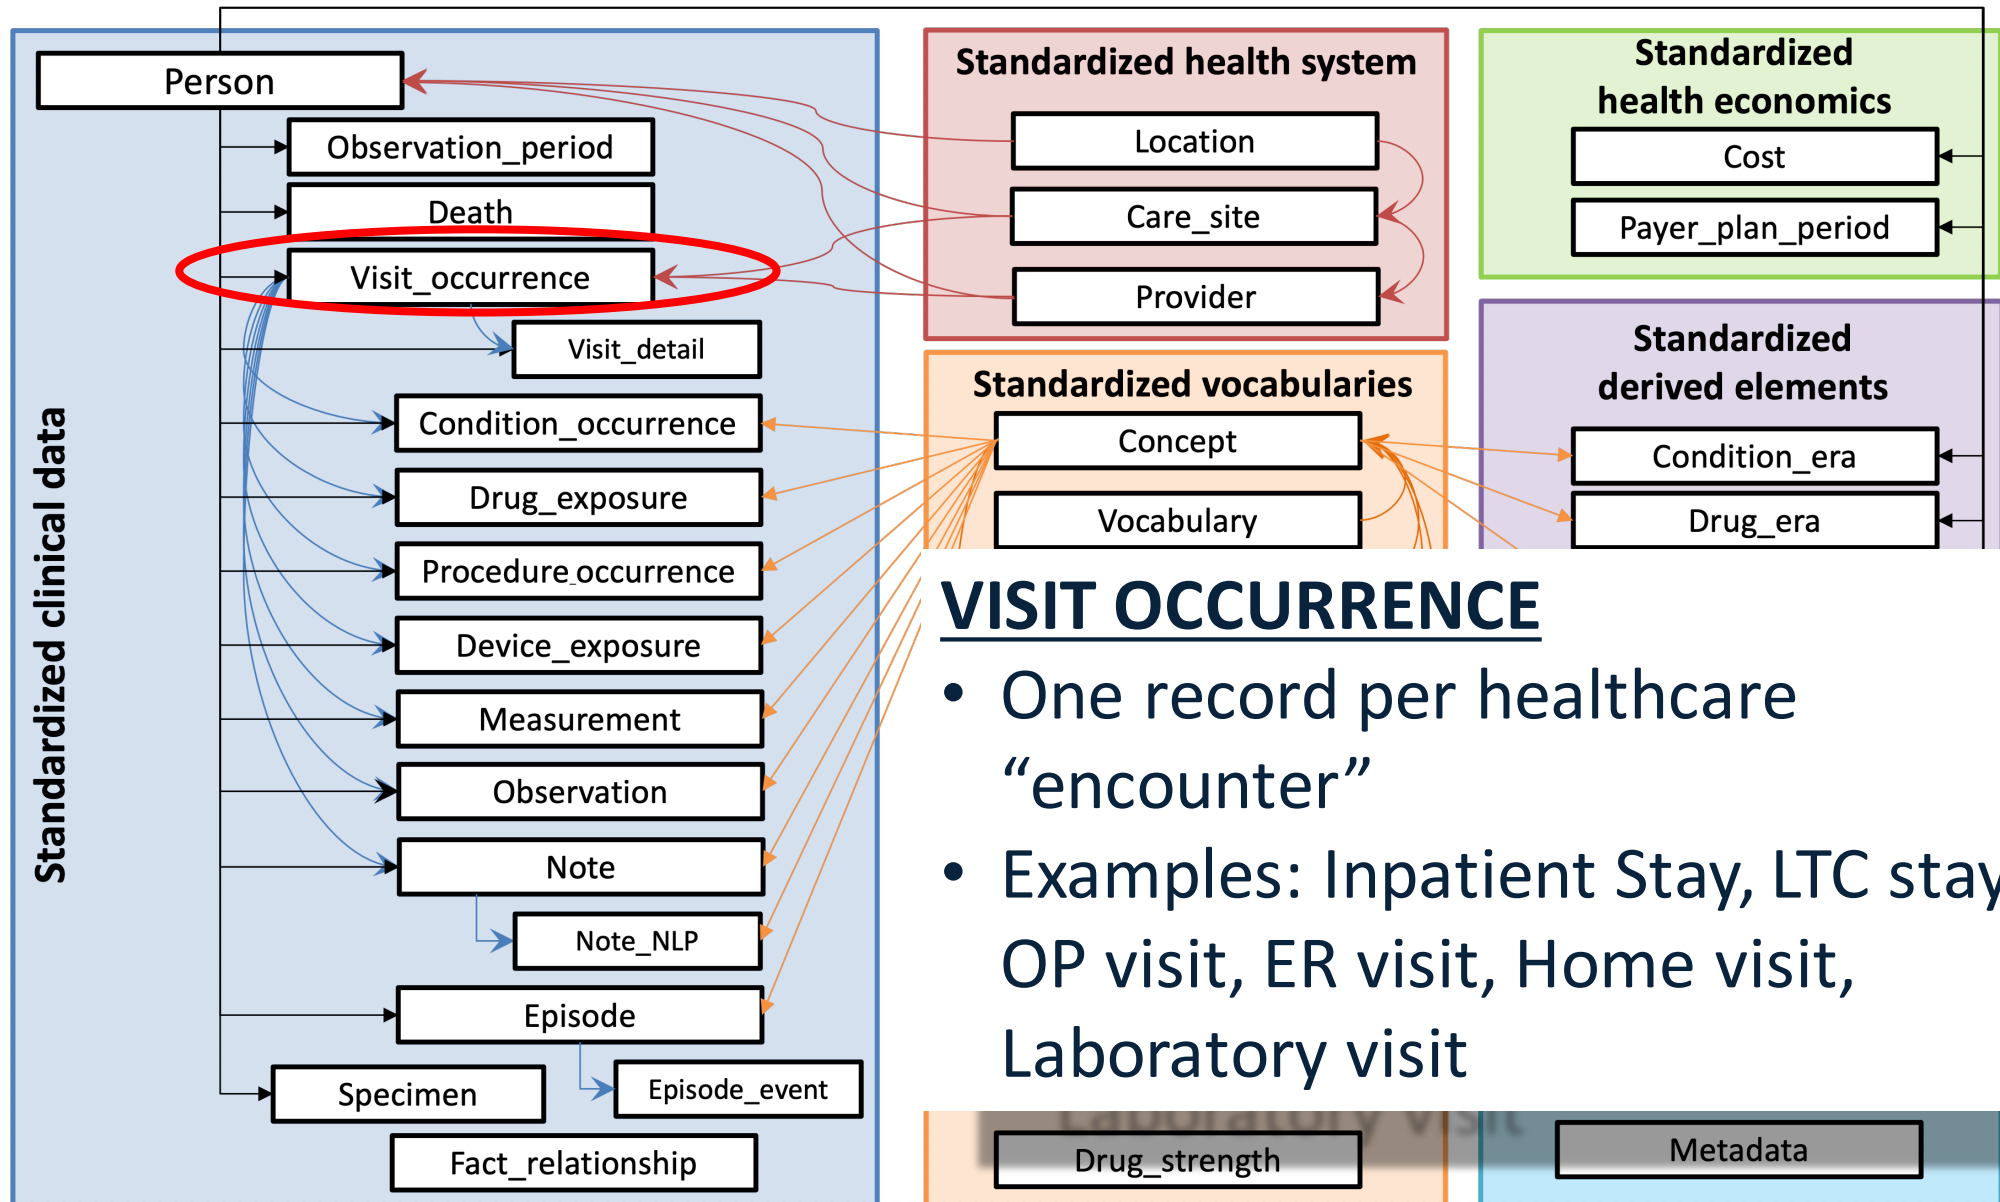 Standardized clinical data
Person
Observation_period
Death
Visit_occurrence
Visit_detail
Condition_occurrence
Drug_exposure
Procedure_occurrence
Device_exposure
Measurement
Observation
Note
Note_NLP
Episode
Episode_event
Specimen
Fact_relationship
Standardized health system
Location
Care_site
Provider
Standardized vocabularies
Concept
Vocabulary
Standardized
health economics
Cost
Payer_plan_period
Standardized
derived elements
Condition_era
Drug_era
VISIT OCCURRENCE
• One record per healthcare
“encounter”
• Examples: Inpatient Stay, LTC stay
OP visit, ER visit, Home visit,
Laboratory visit
Laboratory visit
Drug_strength
Metadata